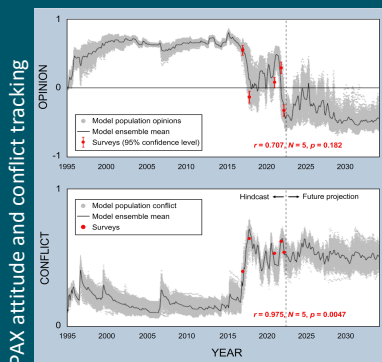 PAX attitude and conflict tracking
OPINION
1
0
-1
Model population opinions
Model ensemble mean
Surveys (95% confidence level)
r = 0.707, N = 5, p = 0.182
1995 2000 2005 2010 2015 2020 2025 2030
Hindcast Future projection
CONFLICT
1
0
Model population conflict
Model ensemble mean
Surveys
r = 0.975, N = 5, p = 0.0047
1995 2000 2005 2010 2015 2020 2025 2030
YEAR